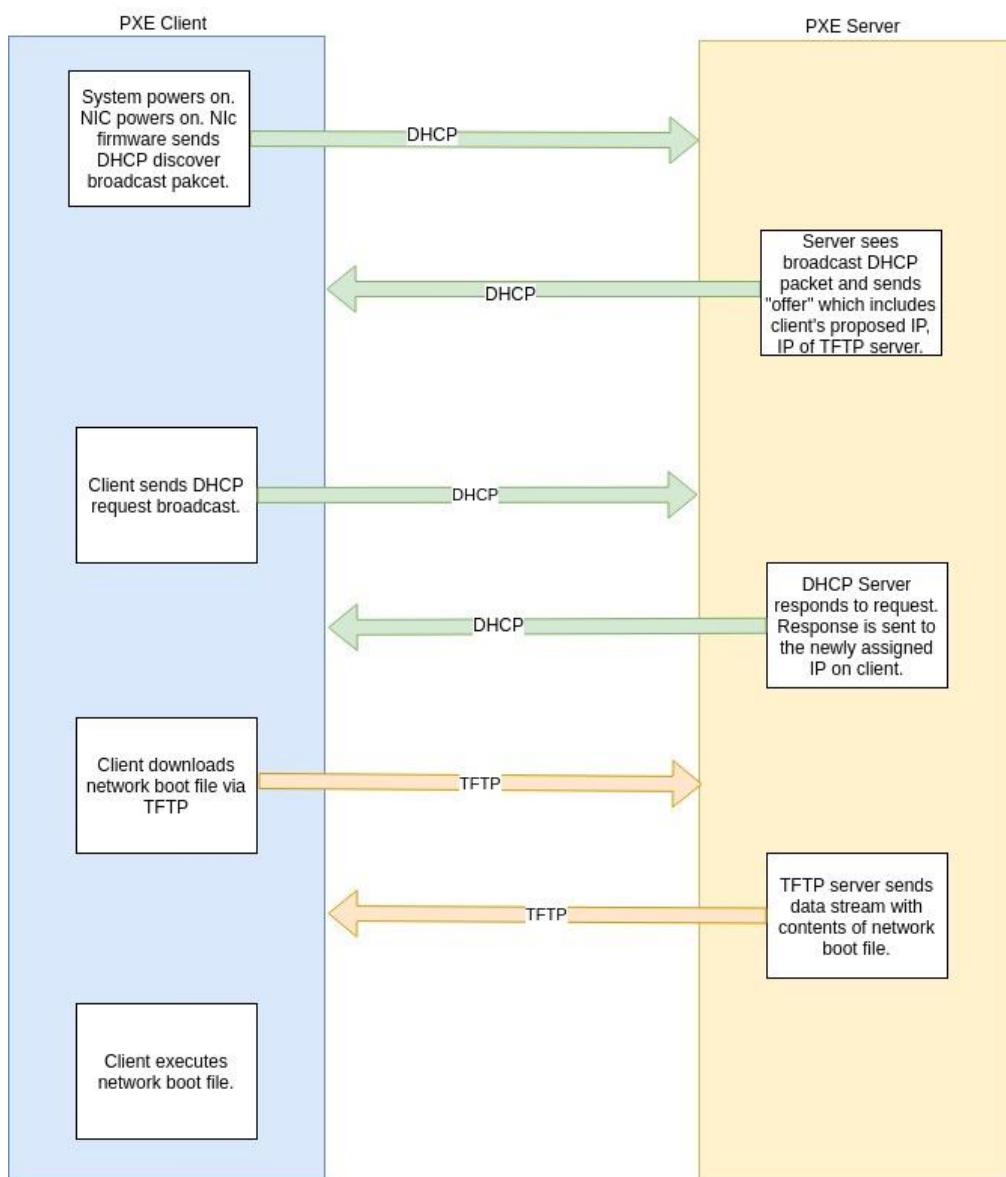 PXE Client
PXE Server
System powers on.
NIC powers on. NIc
firmware sends
DHCP discover
broadcast pakcet.
DHCP
Server sees
broadcast DHCP
packet and sends
"offer" which includes
client's proposed IP,
IP of TFTP server.
DHCP
Client sends DHCP
request broadcast.
DHCP
DHCP Server
responds to request.
Response is sent to
the newly assigned
IP on client.
DHCP
Client downloads
network boot file via
TFTP
TFTP
TFTP server sends
data stream with
contents of network
boot file.
TFTP
Client executes
network boot file.